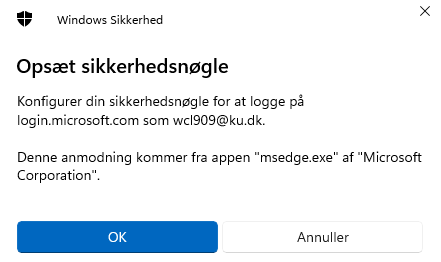 Windows Sikkerhed
Opsæt sikkerhedsnøgle
Konfigurer din sikkerhedsnøgle for at logge på
login.microsoft.com som wcl909@ku.dk.
Denne anmodning kommer fra appen "msedge.exe" af "Microsoft
Corporation".
OK
Annuller